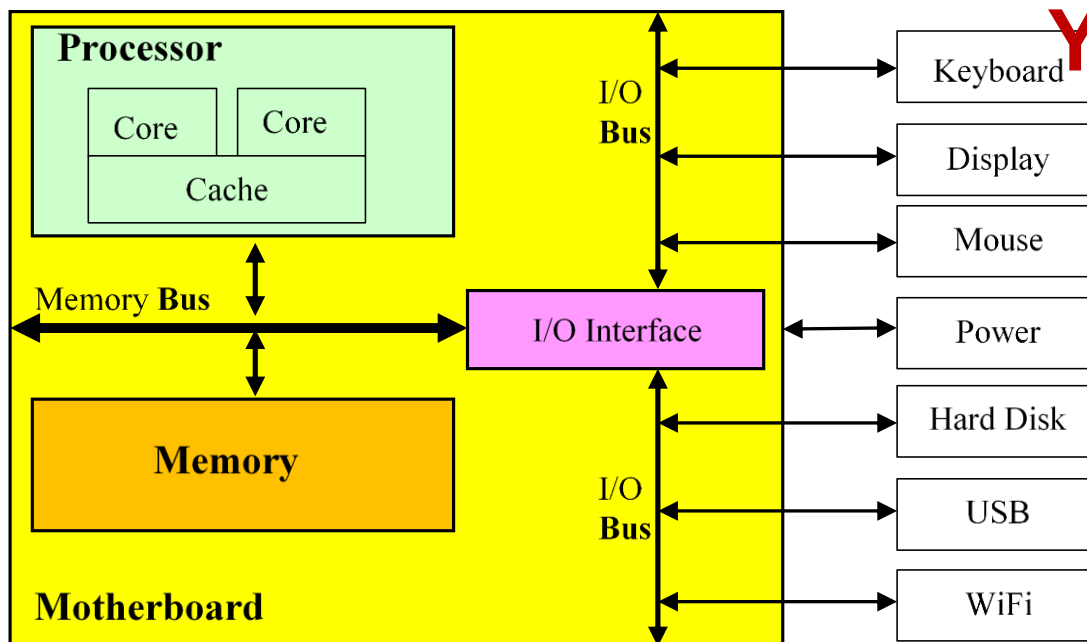 Processor
Core
Core
Cache
Memory Bus
Memory
Motherboard
I/O
Bus
I/O Interface
I/O
Bus
Y
Keyboard
Display
Mouse
Power
Hard Disk
USB
WiFi